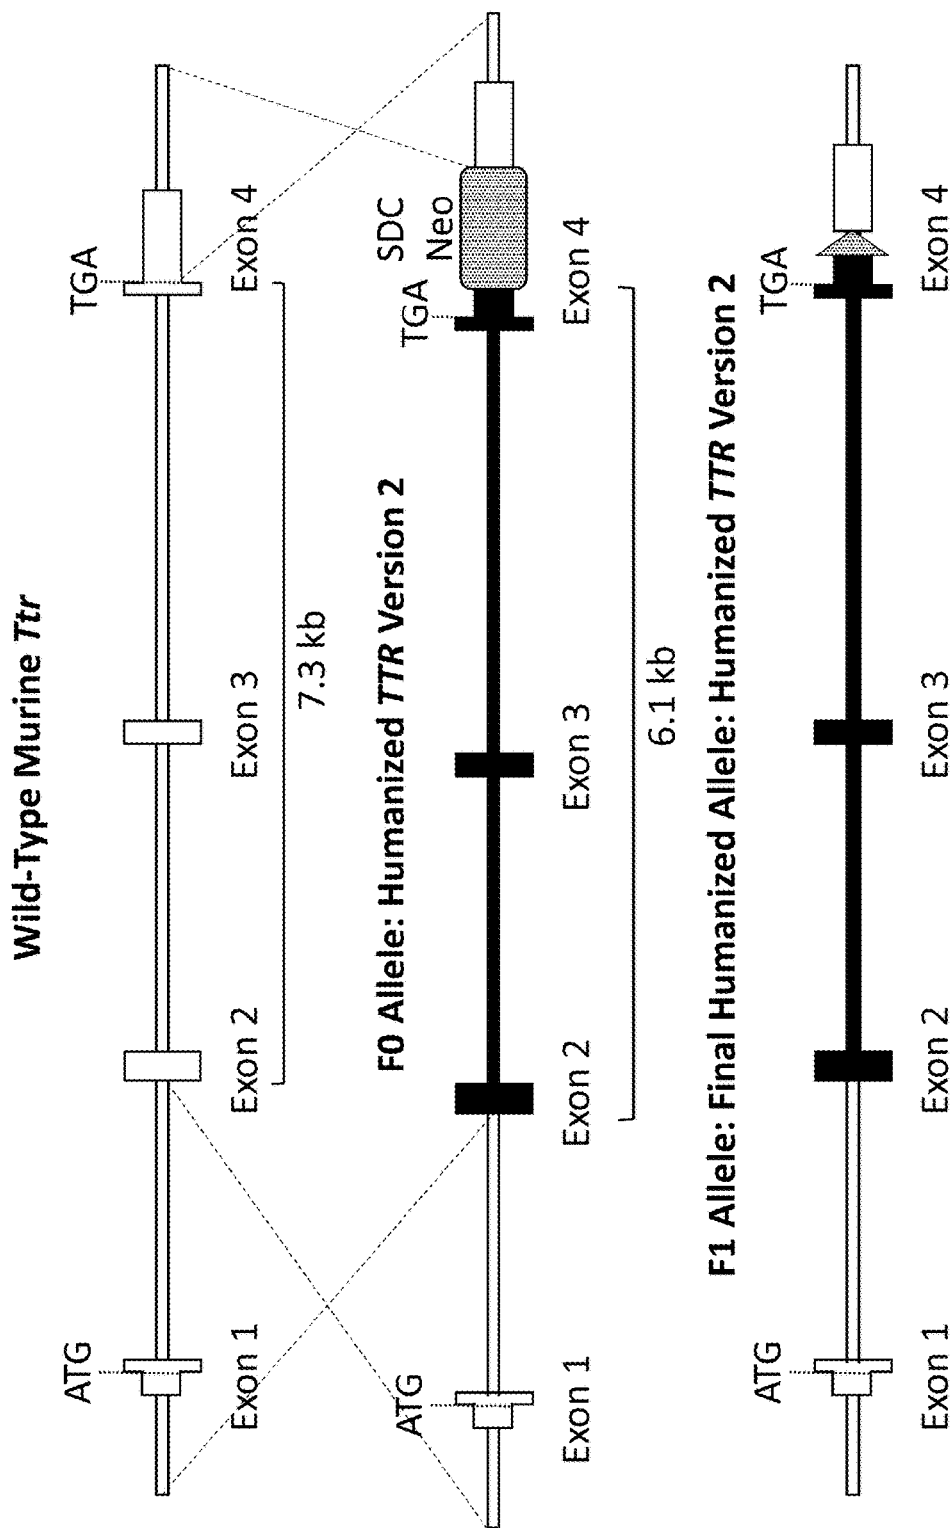 Wild-Type Murine Ttr
ATG
TGA
Exon 1
Exon 2
Exon 3
Exon 4
7.3 kb
F0 Allele: Humanized TTR Version 2
ATG
TGA
SDC
Neo
Exon 1
Exon 2
Exon 3
Exon 4
6.1 kb
F1 Allele: Final Humanized Allele: Humanized TTR Version 2
ATG
TGA
Exon 1
Exon 2
Exon 3
Exon 4